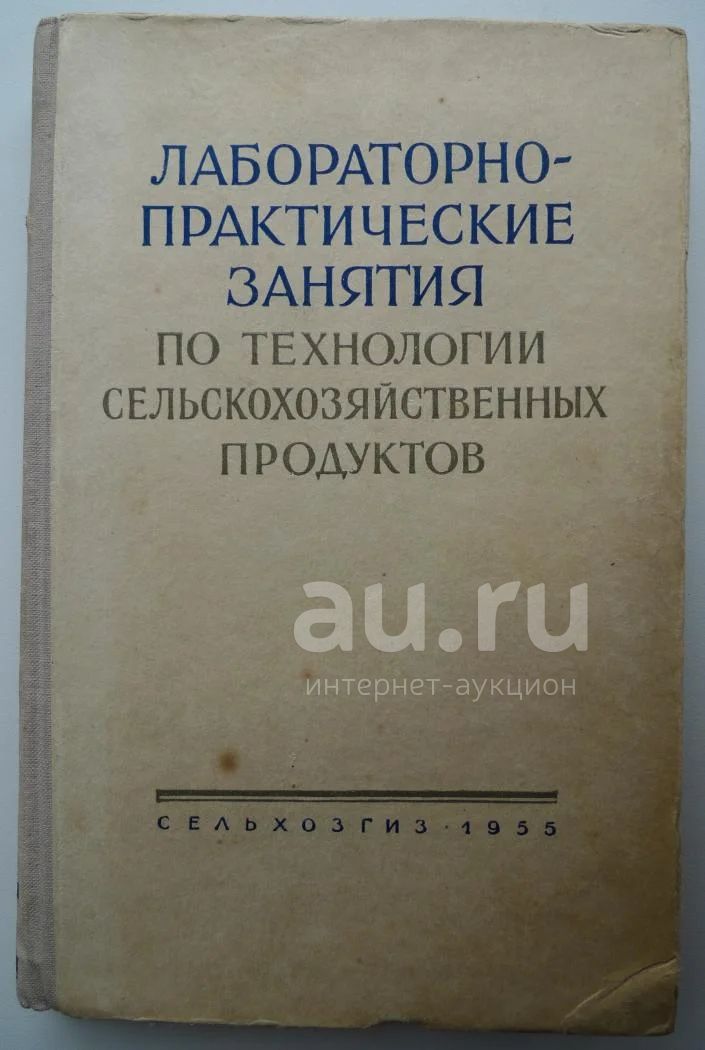 ЛАБОРАТОРНО-
ПРАКТИЧЕСКИЕ
ЗАНЯТИЯ
ПО ТЕХНОЛОГИИ
СЕЛЬСКОХОЗЯЙСТВЕННЫХ
ПРОДУКТОВ
au.ru
интернет-аукцион
СЕЛЬХОЗГИЗ · 1955